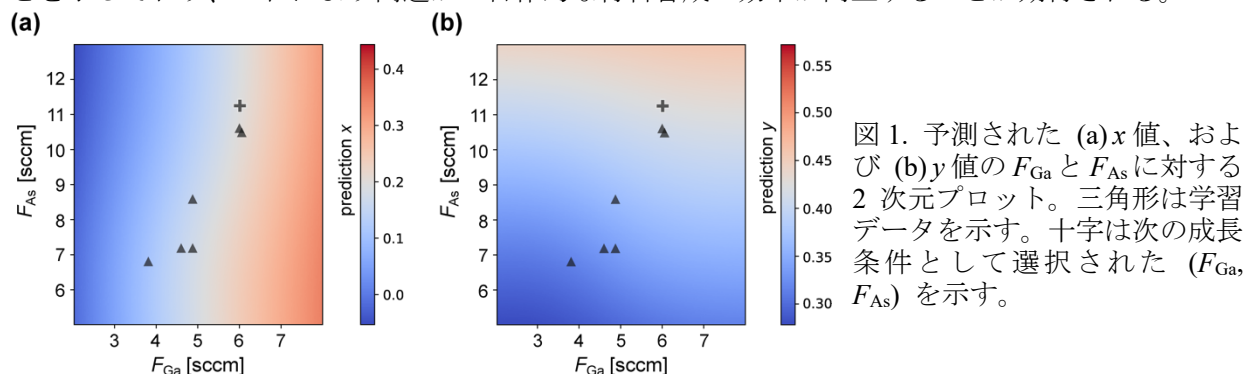 (a)
(b)
12
11
10
9
8
7
6
F_As [sccm]
3 4 5 6 7
F_Ga [sccm]
0.4
0.3
0.2
0.1
0.0
prediction x
12
11
10
9
8
7
6
F_As [sccm]
3 4 5 6 7
F_Ga [sccm]
0.55
0.50
0.45
0.40
0.35
0.30
prediction y
図 1. 予測された (a) x 値、およ
び (b) y 値の F_Ga と F_As に対する
2 次元プロット。三角形は学習
データを示す。十字は次の成長
条件として選択された (F_Ga,
F_As) を示す。